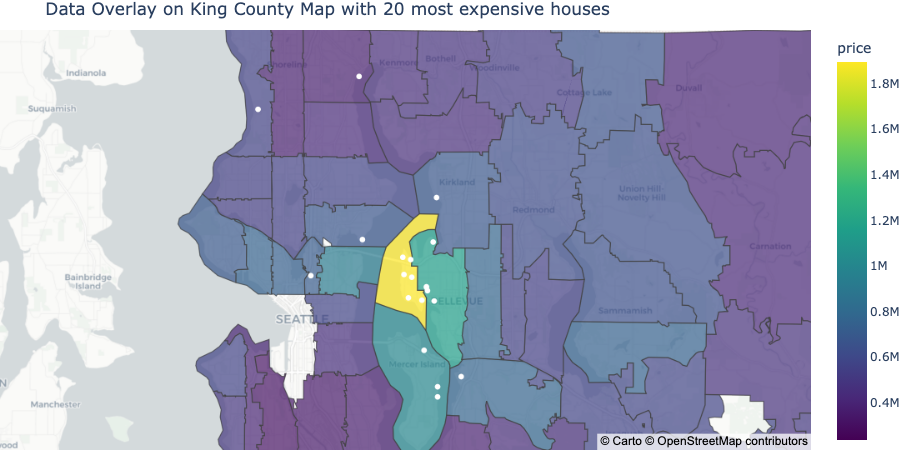 Data Overlay on King County Map with 20 most expensive houses
price
1.8M
1.6M
1.4M
1.2M
1M
0.8M
0.6M
0.4M
Indianola
Suquamish
Shoreline
Kenmore
Bothell
Woodinville
Cottage Lake
Duvall
Kirkland
Redmond
Union Hill-
Novelty Hill
Carnation
Bainbridge
Island
SEATTLE
BELLEVUE
Sammamish
Mercer Island
Manchester
© Carto © OpenStreetMap contributors